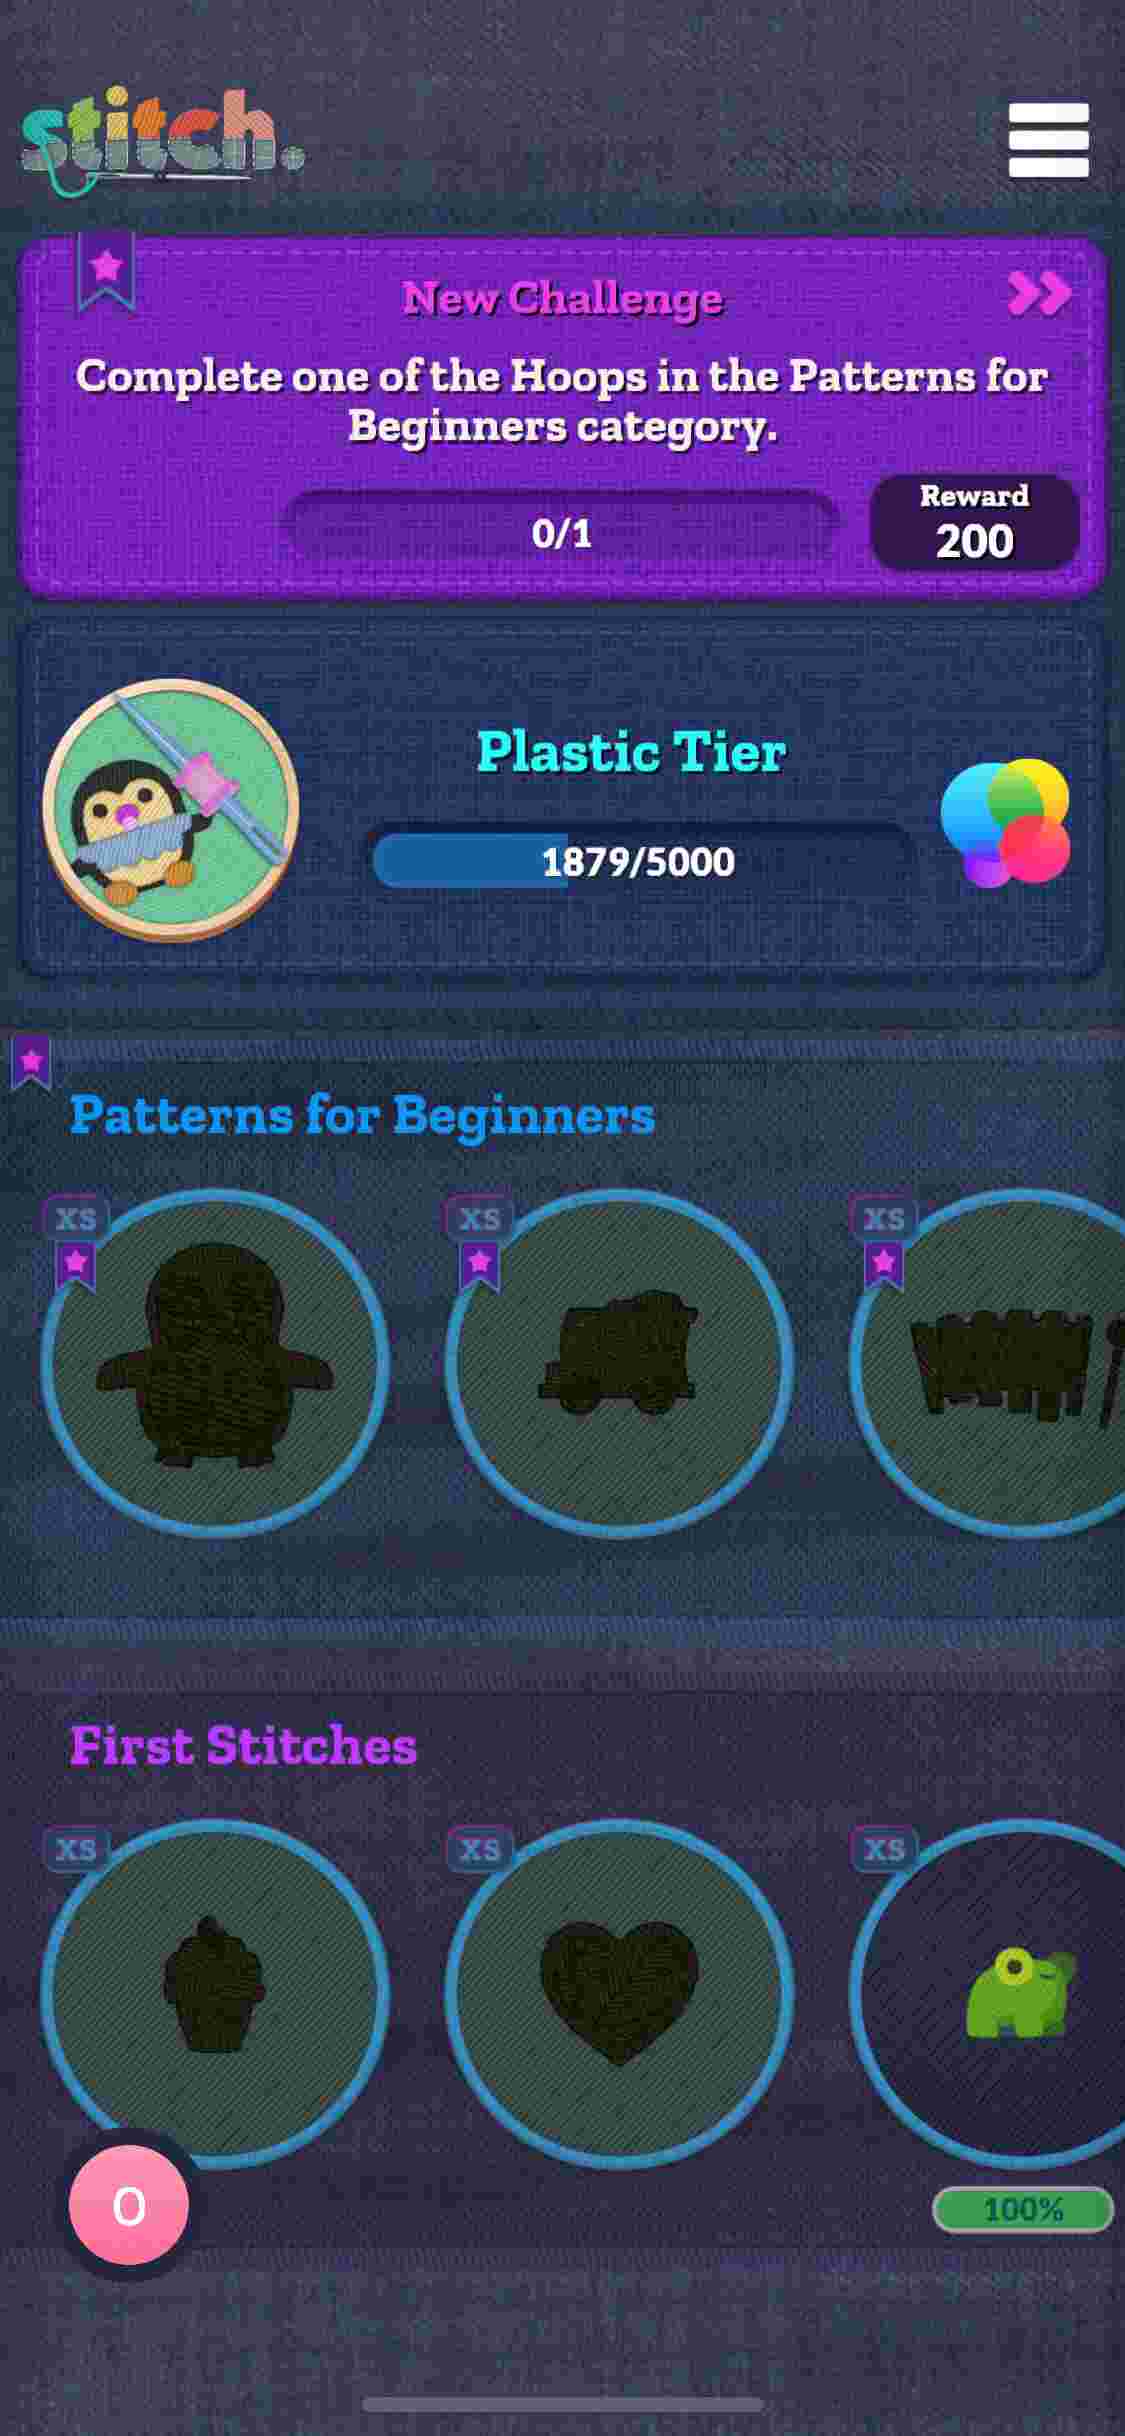 stitch.
New Challenge
Complete one of the Hoops in the Patterns for
Beginners category.
0/1
Reward
200
Plastic Tier
1879/5000
Patterns for Beginners
XS
XS
XS
First Stitches
XS
XS
XS
0
100%